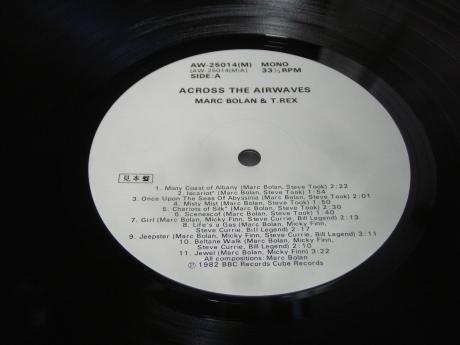 AW-25014(M) MONO
(AW-25014(M)A) 33⅓RPM
SIDE:A
ACROSS THE AIRWAVES
MARC BOLAN & T.REX
見本盤
1. Misty Coast of Albany (Marc Bolan, Steve Took) 2:22
2. Iscariot* (Marc Bolan, Steve Took) 1:54
3. Once Upon The Seas Of Abyssinia (Marc Bolan, Steve Took) 2:01
4. Misty Mist (Marc Bolan, Steve Took) 1:50
5. Chariots of Silk* (Marc Bolan, Steve Took) 2:30
6. Scenescof (Marc Bolan, Steve Took) 1:40
7. Girl (Marc Bolan, Micky Finn, Steve Currie, Bill Legend) 2:13
8. Life's a Gas (Marc Bolan, Micky Finn,
Steve Currie, Bill Legend) 2:17
9. Jeepster (Marc Bolan, Micky Finn, Steve Currie, Bill Legend) 3:11
10. Beltane Walk (Marc Bolan, Micky Finn,
Steve Currie, Bill Legend) 2:10
11. Jewel (Marc Bolan, Micky Finn) 3:22
All compositions: Marc Bolan
℗ 1982 BBC Records Cube Records